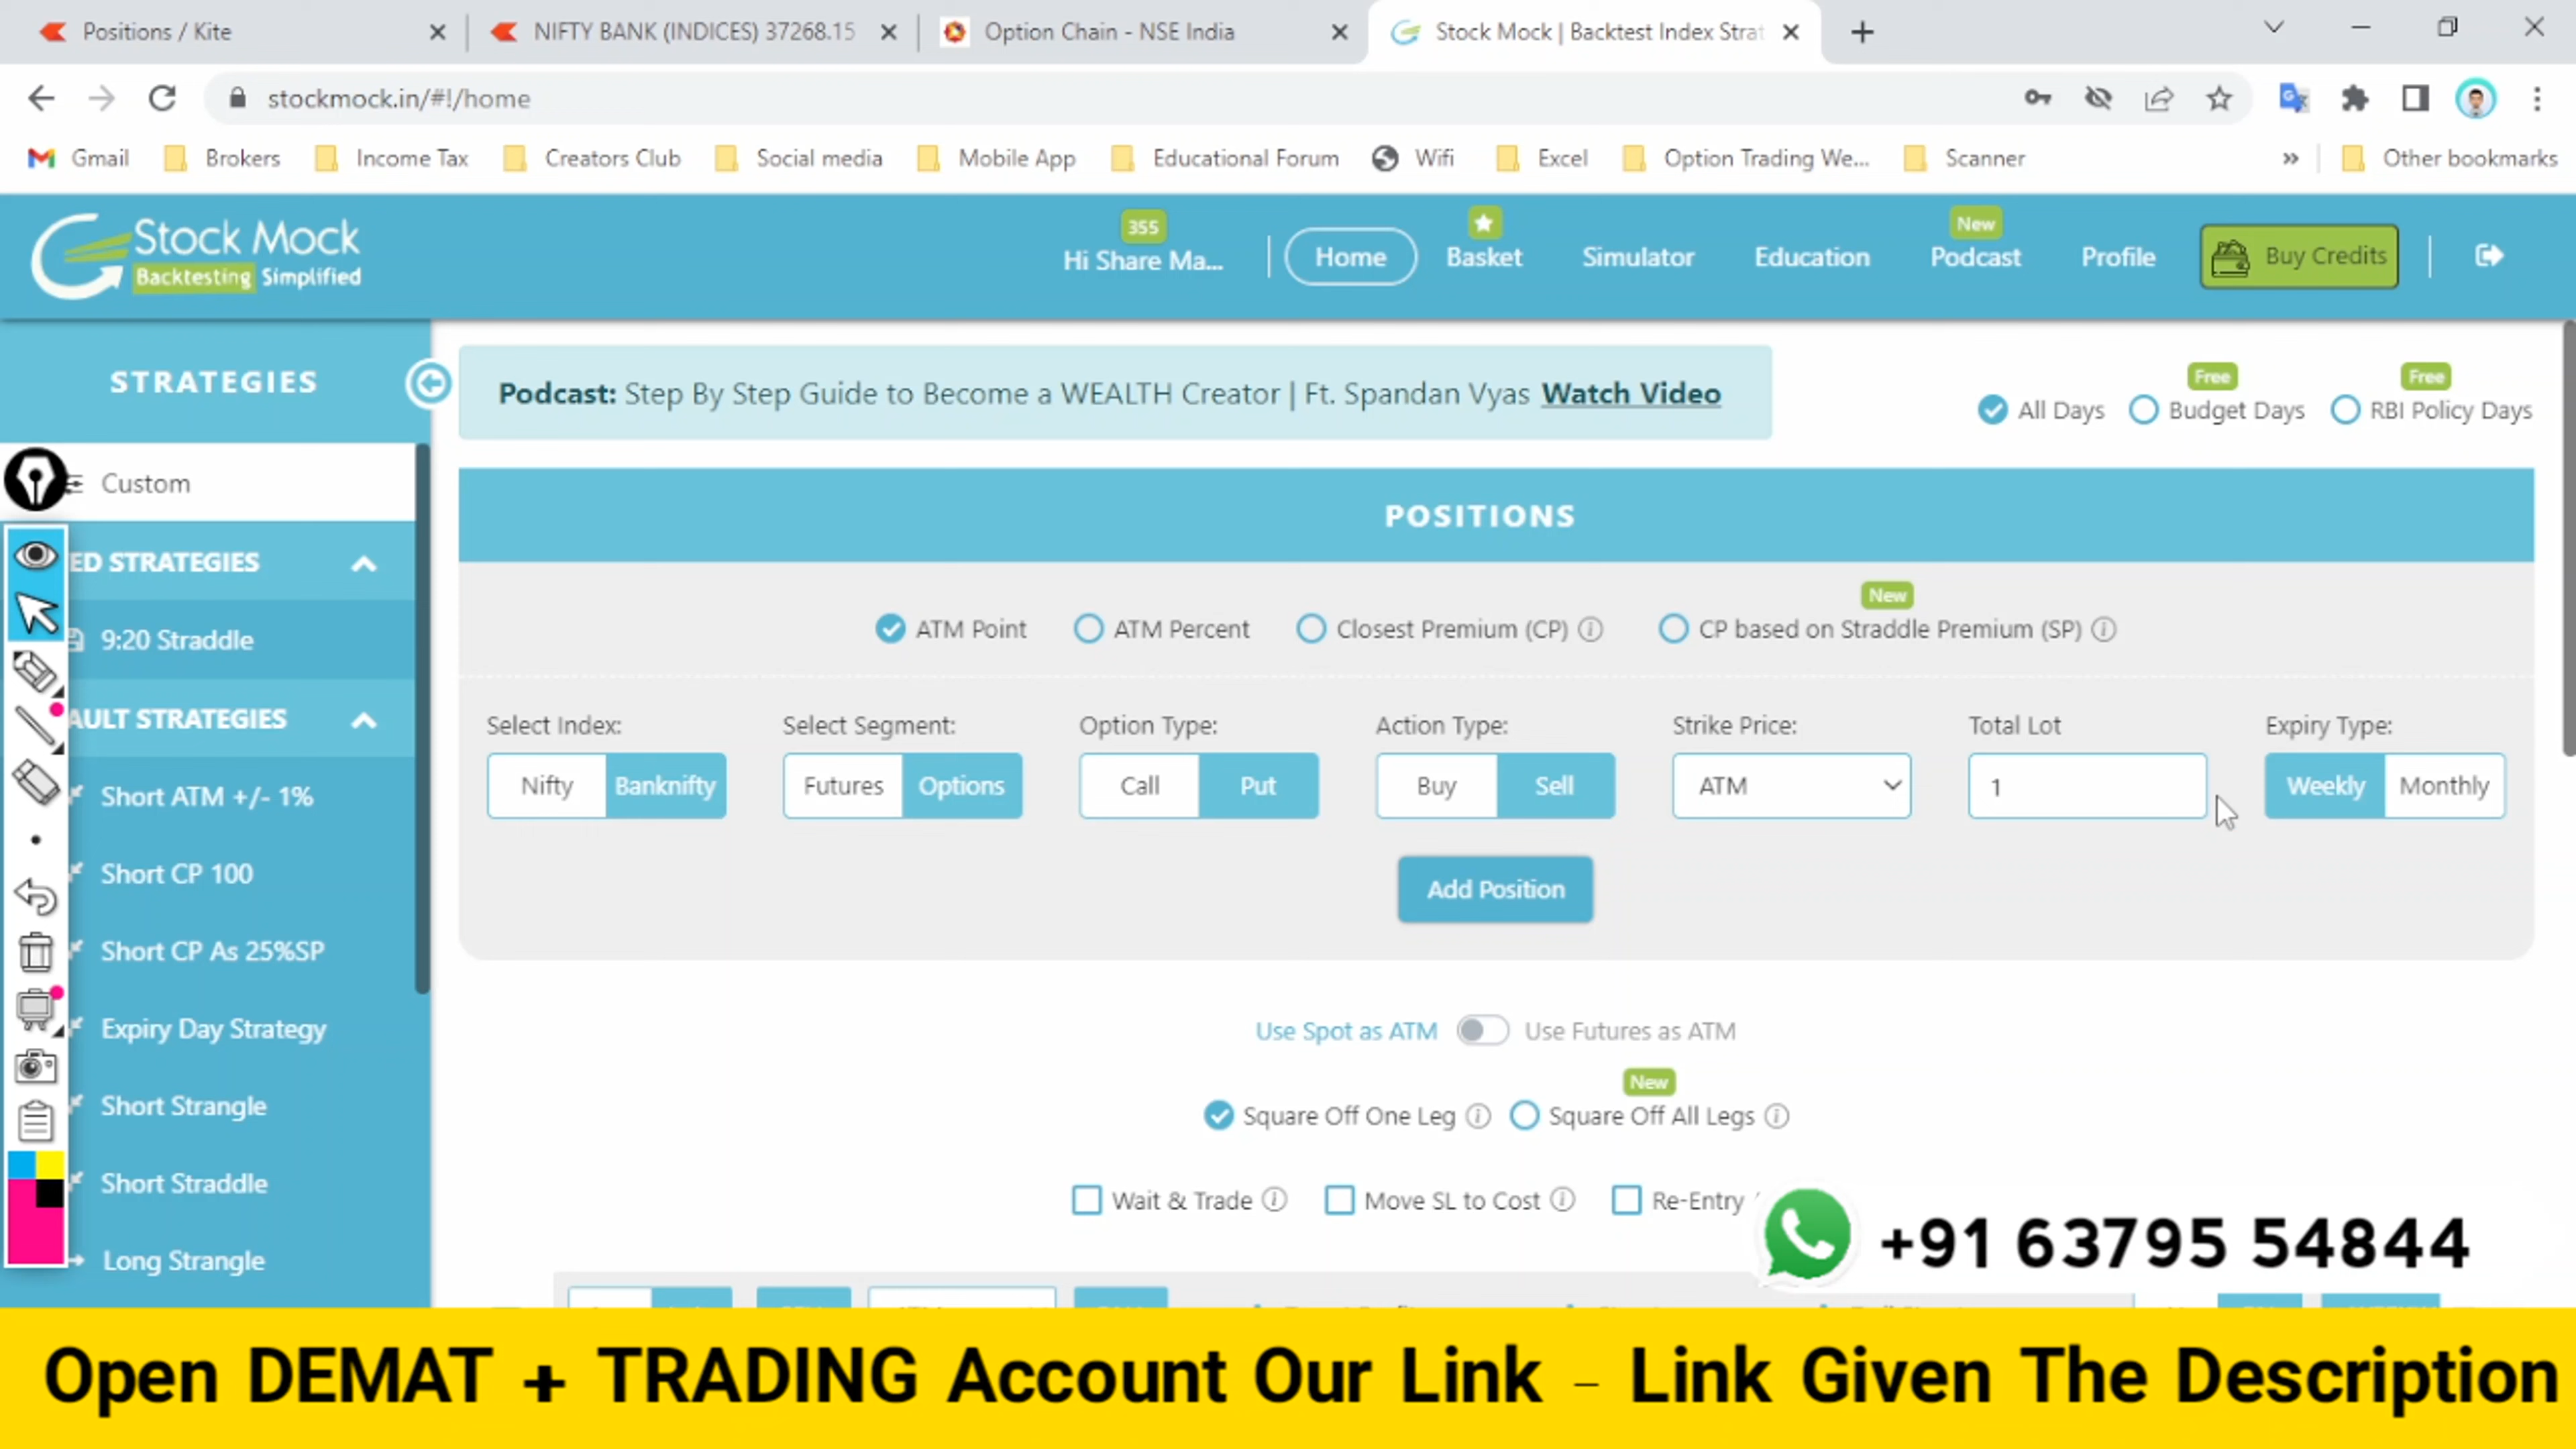 Positions / Kite
NIFTY BANK (INDICES) 37268.15
Option Chain - NSE India
Stock Mock | Backtest Index Strat
stockmock.in/#!/home
Gmail
Brokers
Income Tax
Creators Club
Social media
Mobile App
Educational Forum
Wifi
Excel
Option Trading We...
Scanner
»
Other bookmarks
Stock Mock
Backtesting Simplified
355
Hi Share Ma...
Home
Basket
Simulator
Education
New
Podcast
Profile
Buy Credits
STRATEGIES
Custom
ED STRATEGIES
9:20 Straddle
AULT STRATEGIES
Short ATM +/- 1%
Short CP 100
Short CP As 25%SP
Expiry Day Strategy
Short Strangle
Short Straddle
Long Strangle
Podcast: Step By Step Guide to Become a WEALTH Creator | Ft. Spandan Vyas Watch Video
All Days
Free
Budget Days
Free
RBI Policy Days
POSITIONS
ATM Point
ATM Percent
Closest Premium (CP)
New
CP based on Straddle Premium (SP)
Select Index:
Select Segment:
Option Type:
Action Type:
Strike Price:
Total Lot
Expiry Type:
Nifty
Banknifty
Futures
Options
Call
Put
Buy
Sell
ATM
1
Weekly
Monthly
Add Position
Use Spot as ATM
Use Futures as ATM
New
Square Off One Leg
Square Off All Legs
Wait & Trade
Move SL to Cost
Re-Entry
+91 63795 54844
Open DEMAT + TRADING Account Our Link - Link Given The Description